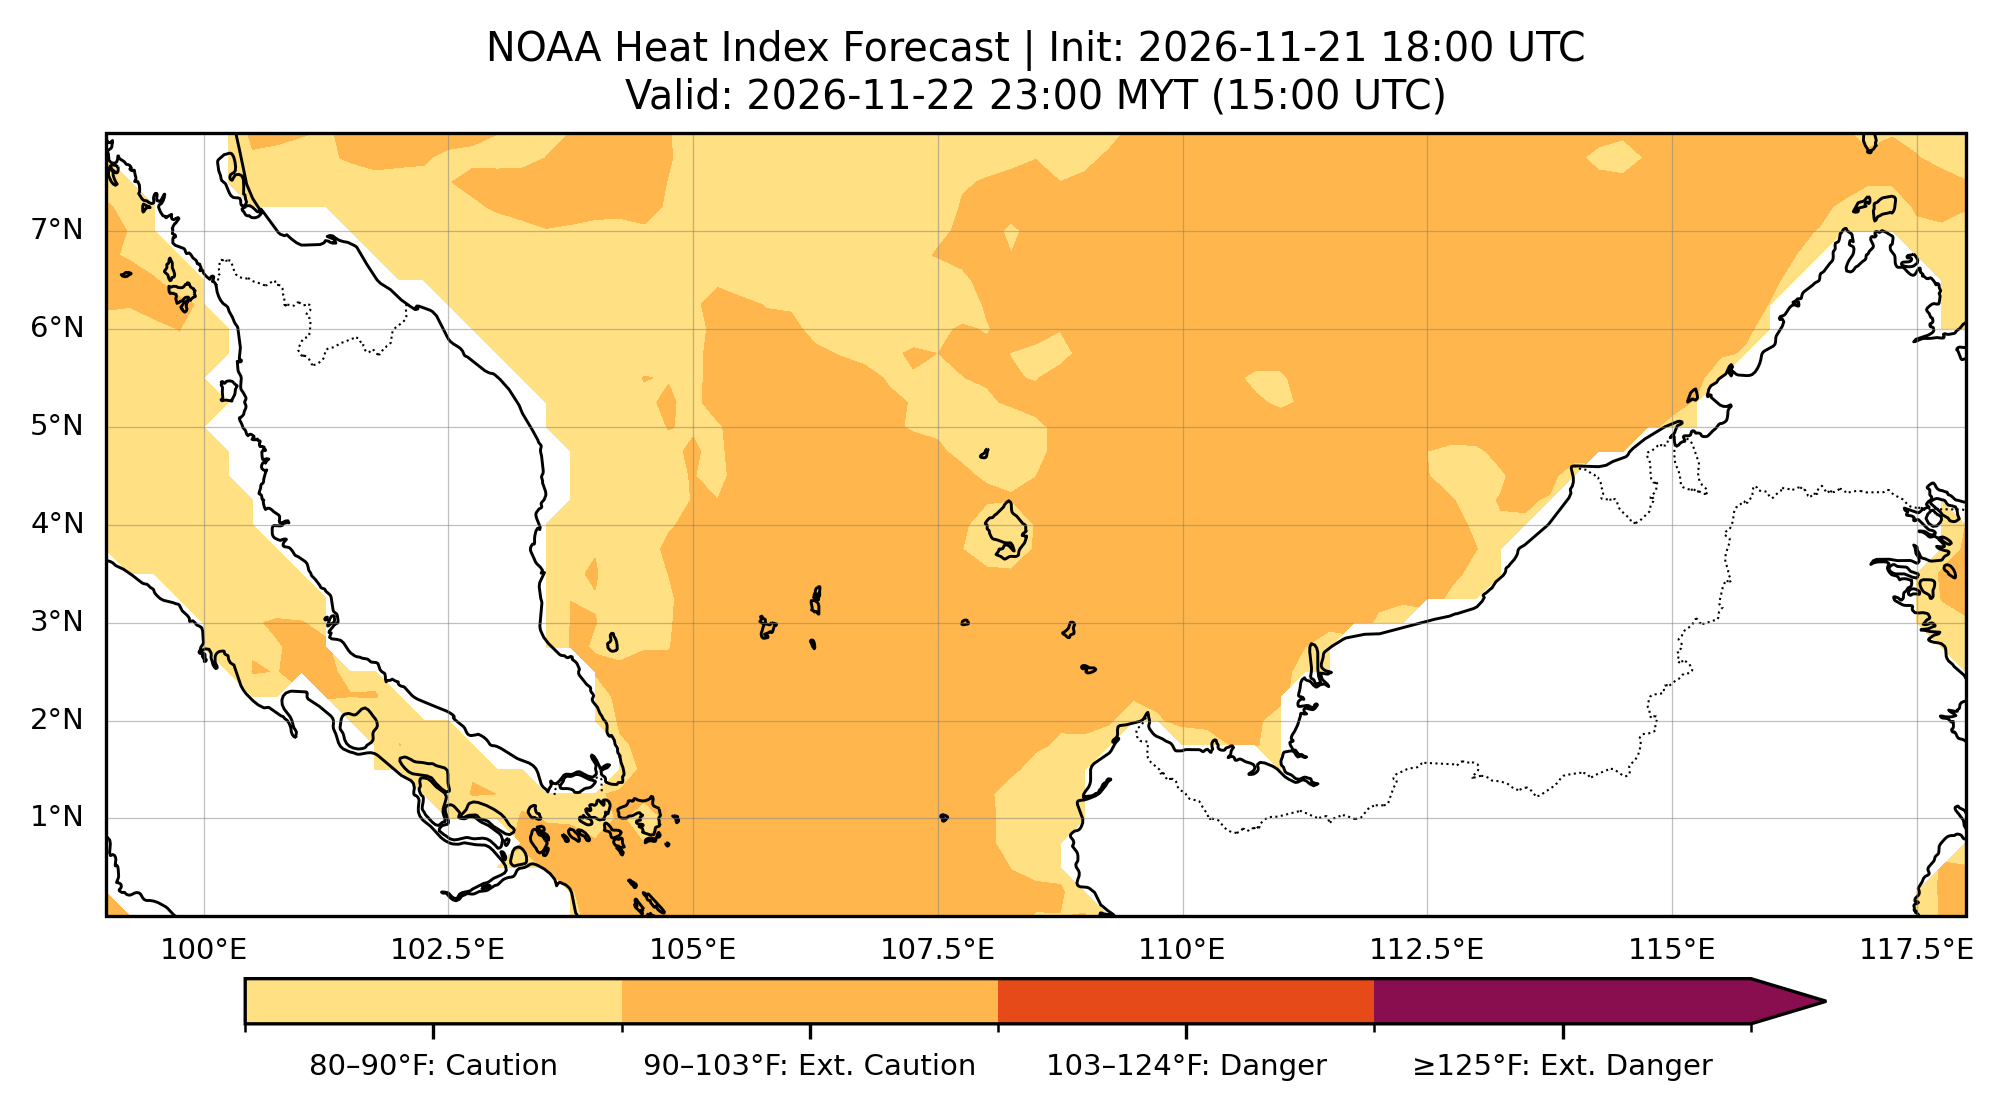 NOAA Heat Index Forecast | Init: 2026-11-21 18:00 UTC
Valid: 2026-11-22 23:00 MYT (15:00 UTC)
7°N
6°N
5°N
4°N
3°N
2°N
1°N
100°E 102.5°E 105°E 107.5°E 110°E 112.5°E 115°E 117.5°E
80–90°F: Caution 90–103°F: Ext. Caution 103–124°F: Danger ≥125°F: Ext. Danger